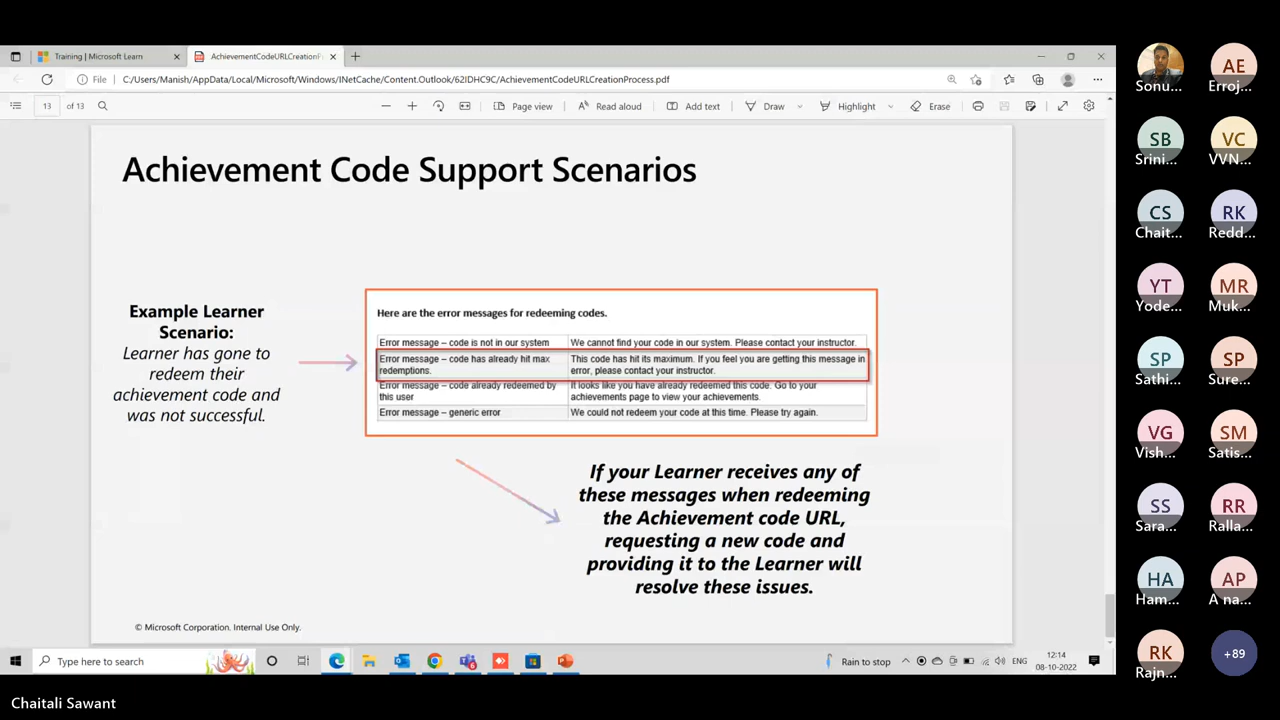 Training | Microsoft Learn
AchievementCodeURLCreationPr
File
C:/Users/Manish/AppData/Local/Microsoft/Windows/INetCache/Content.Outlook/62IDHC9C/AchievementCodeURLCreationProcess.pdf
13 of 13
Page view
Read aloud
Add text
Draw
Highlight
Erase
Achievement Code Support Scenarios
Example Learner
Scenario:
Learner has gone to
redeem their
achievement code and
was not successful.
Here are the error messages for redeeming codes.
Error message – code is not in our system
We cannot find your code in our system. Please contact your instructor.
Error message – code has already hit max
redemptions.
This code has hit its maximum. If you feel you are getting this message in
error, please contact your instructor.
Error message – code already redeemed by
this user
It looks like you have already redeemed this code. Go to your
achievements page to view your achievements.
Error message – generic error
We could not redeem your code at this time. Please try again.
If your Learner receives any of
these messages when redeeming
the Achievement code URL,
requesting a new code and
providing it to the Learner will
resolve these issues.
© Microsoft Corporation. Internal Use Only.
Type here to search
Rain to stop
ENG
12:14
08-10-2022
Chaitali Sawant
Sonu...
AE
Erroj...
SB
Srini...
VC
VVN...
CS
Chait...
RK
Redd...
YT
Yode...
MR
Muk...
SP
Sathi...
SP
Sure...
VG
Vish...
SM
Satis...
SS
Sara...
RR
Ralla...
HA
Ham...
AP
A na...
RK
Rajn...
+89